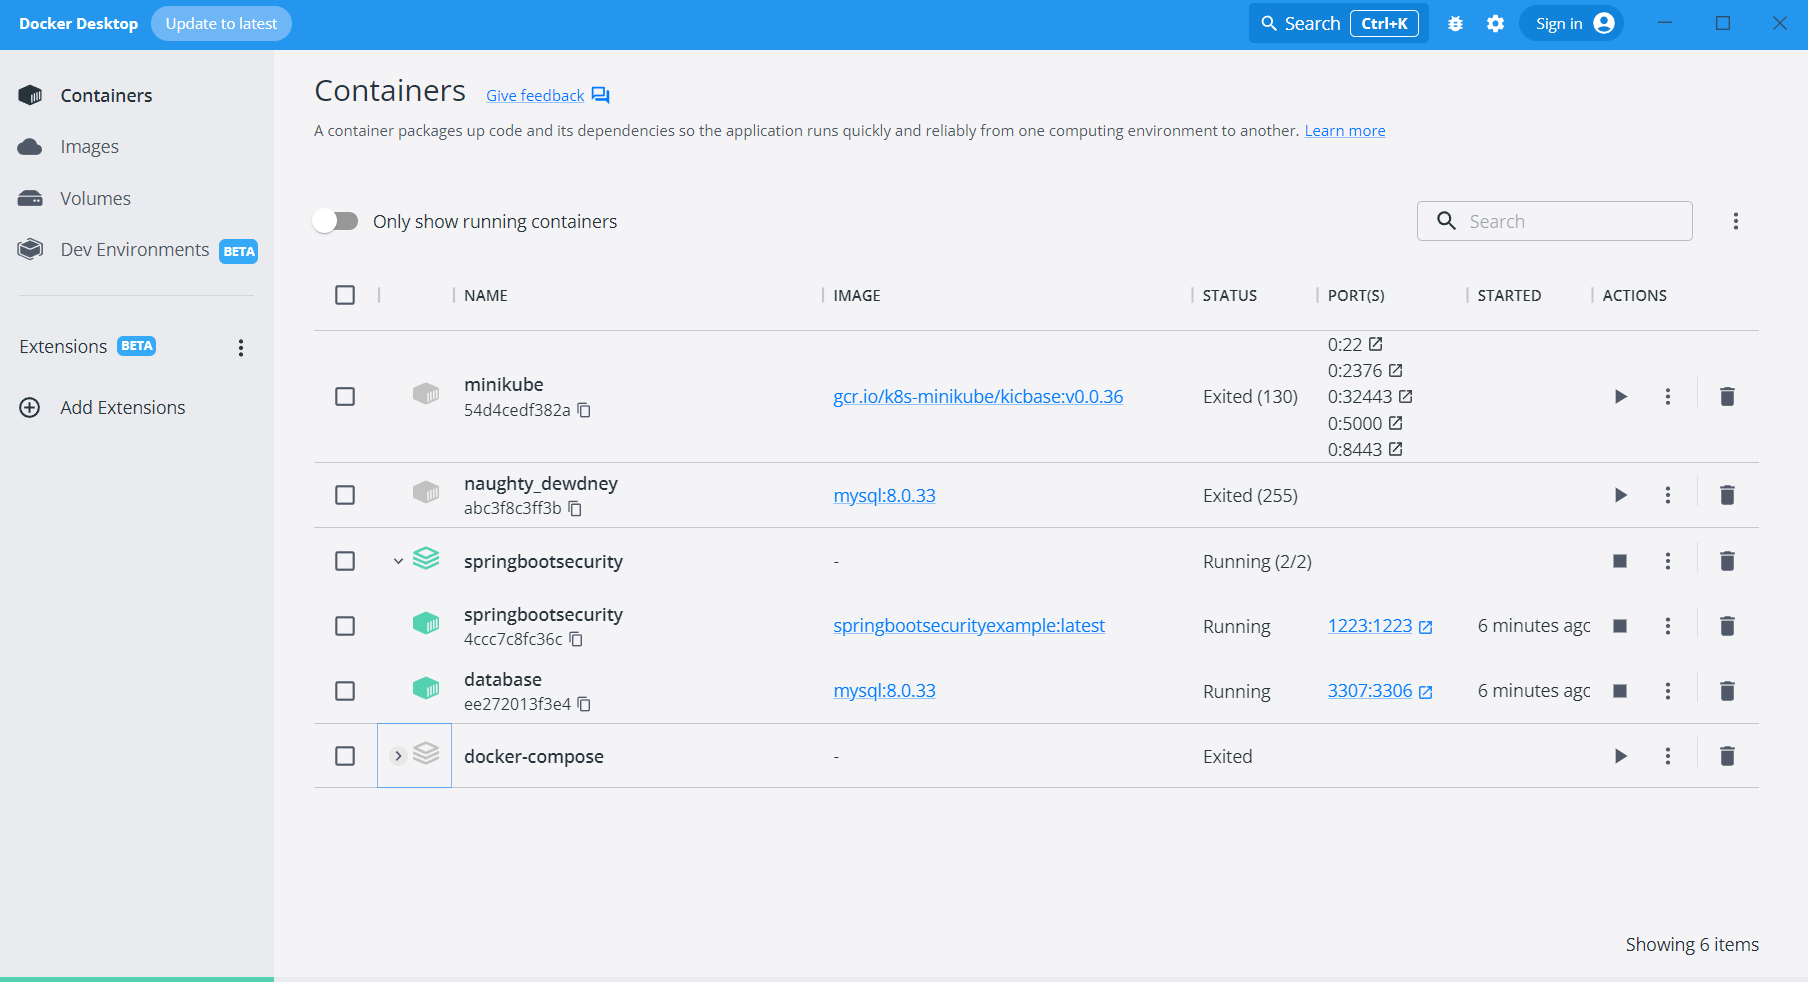 Docker Desktop Update to latest Search Ctrl+K Sign in
Containers
Images
Volumes
Dev Environments BETA
Extensions BETA
Add Extensions
Containers Give feedback
A container packages up code and its dependencies so the application runs quickly and reliably from one computing environment to another. Learn more
Only show running containers Search
NAME IMAGE STATUS PORT(S) STARTED ACTIONS
minikube
54d4cedf382a
gcr.io/k8s-minikube/kicbase:v0.0.36
Exited (130)
0:22
0:2376
0:32443
0:5000
0:8443
naughty_dewdney
abc3f8c3ff3b
mysql:8.0.33
Exited (255)
springbootsecurity - Running (2/2)
springbootsecurity
4ccc7c8fc36c
springbootsecurityexample:latest
Running
1223:1223
6 minutes agc
database
ee272013f3e4
mysql:8.0.33
Running
3307:3306
6 minutes agc
docker-compose - Exited
Showing 6 items